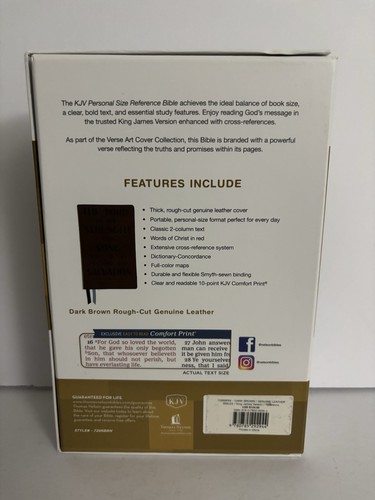 The KJV Personal Size Reference Bible achieves the ideal balance of book size,
a clear, bold text, and essential study features. Enjoy reading God's message in
the trusted King James Version enhanced with cross-references.
As part of the Verse Art Cover Collection, this Bible is branded with a powerful
verse reflecting the truths and promises within its pages.
FEATURES INCLUDE
• Thick, rough-cut genuine leather cover
• Portable, personal-size format perfect for every day
• Classic 2-column text
• Words of Christ in red
• Extensive cross-reference system
• Dictionary-Concordance
• Full-color maps
• Durable and flexible Smyth-sewn binding
• Clear and readable 10-point KJV Comfort Print®
Dark Brown Rough-Cut Genuine Leather
EXCLUSIVE EASY-TO-READ Comfort Print®
16 "For God so loved the world,
that he gave his only begotten
"Son, that whosoever believeth
in him should not perish, but
have everlasting life.
27 John answer
man can receive
it be given him fr
28 Ye yourselve
ness, that I said
ACTUAL TEXT SIZE
GUARANTEED FOR LIFE
KJV